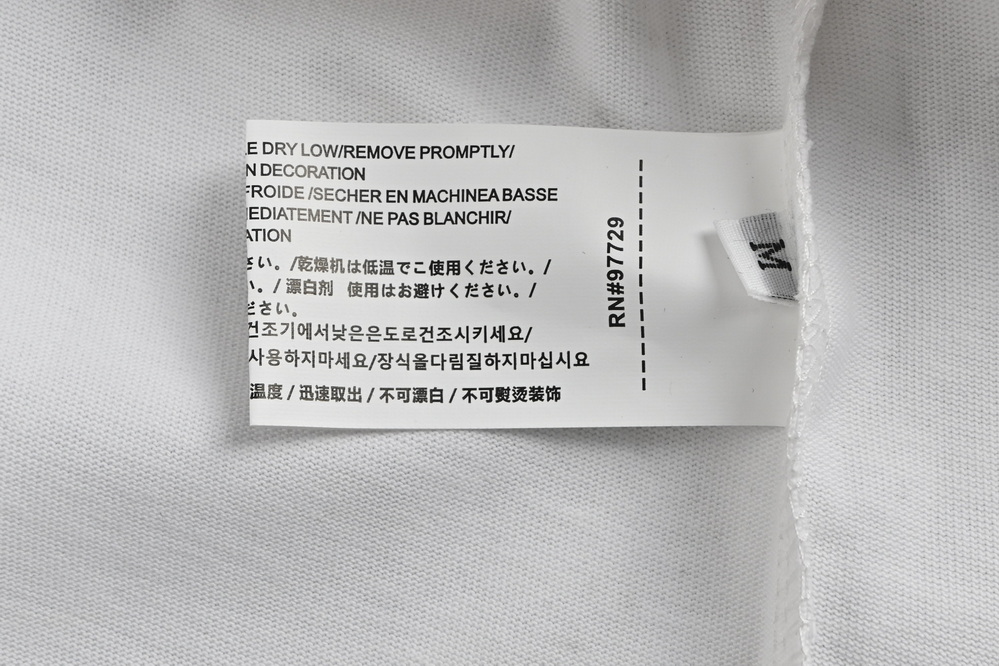 E DRY LOW/REMOVE PROMPTLY/
N DECORATION
FROIDE /SECHER EN MACHINEA BASSE
EDIATEMENT /NE PAS BLANCHIR/
ATION
さい。/乾燥机は低温でこ使用ください。/
い。/ 漂白剂 使用はお避けください。/
ださい。
건조기에서낮은은도로건조시키세요/
사용하지마세요/장식올다림질하지마십시요
温度 / 迅速取出 / 不可漂白 / 不可熨烫装饰
RN#97729
M